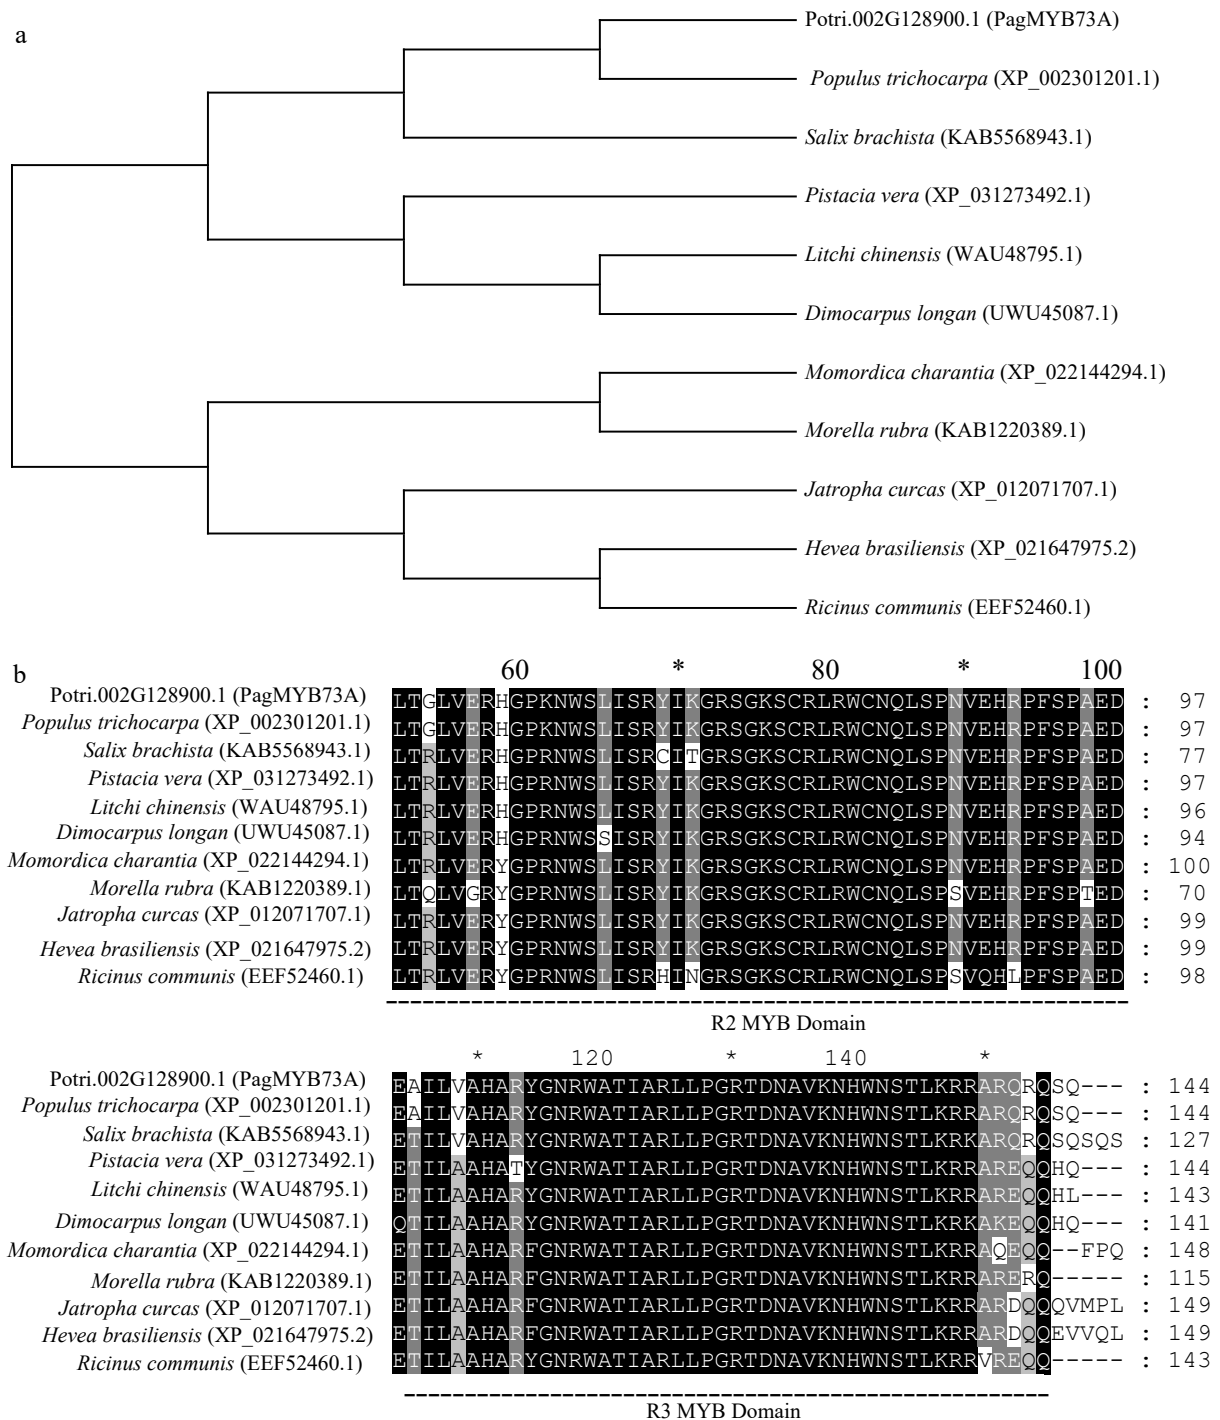 a
Potri.002G128900.1 (PagMYB73A)
Populus trichocarpa (XP_002301201.1)
Salix brachista (KAB5568943.1)
Pistacia vera (XP_031273492.1)
Litchi chinensis (WAU48795.1)
Dimocarpus longan (UWU45087.1)
Momordica charantia (XP_022144294.1)
Morella rubra (KAB1220389.1)
Jatropha curcas (XP_012071707.1)
Hevea brasiliensis (XP_021647975.2)
Ricinus communis (EEF52460.1)
b
60 * 80 * 100
Potri.002G128900.1 (PagMYB73A) LTGLVERHGPKNWSLISRYIKGRSGKSCRLRWCNQLSPNVEHRPFSPAED : 97
Populus trichocarpa (XP_002301201.1) LTGLVERHGPKNWSLISRYIKGRSGKSCRLRWCNQLSPNVEHRPFSPAED : 97
Salix brachista (KAB5568943.1) LTRLVERHGPRNWSLISRCITGRSGKSCRLRWCNQLSPNVEHRPFSPAED : 77
Pistacia vera (XP_031273492.1) LTRLVERHGPRNWSLISRYIKGRSGKSCRLRWCNQLSPNVEHRPFSPAED : 97
Litchi chinensis (WAU48795.1) LTRLVERHGPRNWSLISRYIKGRSGKSCRLRWCNQLSPNVEHRPFSPAED : 96
Dimocarpus longan (UWU45087.1) LTRLVERHGPRNWSSISRYIKGRSGKSCRLRWCNQLSPNVEHRPFSPAED : 94
Momordica charantia (XP_022144294.1) LTRLVERYGPRNWSLISRYIKGRSGKSCRLRWCNQLSPNVEHRPFSPAED : 100
Morella rubra (KAB1220389.1) LTQLVGRYGPRNWSLISRYIKGRSGKSCRLRWCNQLSPSVEHRPFSPTED : 70
Jatropha curcas (XP_012071707.1) LTRLVERYGPRNWSLISRYIKGRSGKSCRLRWCNQLSPNVEHRPFSPAED : 99
Hevea brasiliensis (XP_021647975.2) LTRLVERYGPRNWSLISRYIKGRSGKSCRLRWCNQLSPNVEHRPFSPAED : 99
Ricinus communis (EEF52460.1) LTRLVERYGPRNWSLISRHINGRSGKSCRLRWCNQLSPSVQHLPFSPAED : 98
R2 MYB Domain
* 120 * 140 *
Potri.002G128900.1 (PagMYB73A) EAILVAHARYGNRWATIARLLPGRTDNAVKNHWNSTLKRRARQRQSQ--- : 144
Populus trichocarpa (XP_002301201.1) EAILVAHARYGNRWATIARLLPGRTDNAVKNHWNSTLKRRARQRQSQ--- : 144
Salix brachista (KAB5568943.1) ETILVAHARYGNRWATIARLLPGRTDNAVKNHWNSTLKRKARQRQSQSQS : 127
Pistacia vera (XP_031273492.1) ETILAAHATYGNRWATIARLLPGRTDNAVKNHWNSTLKRRAREQQHQ--- : 144
Litchi chinensis (WAU48795.1) ETILAAHARYGNRWATIARLLPGRTDNAVKNHWNSTLKRRAREQQHL--- : 143
Dimocarpus longan (UWU45087.1) QTILAAHARYGNRWATIARLLPGRTDNAVKNHWNSTLKRKAKEQQHQ--- : 141
Momordica charantia (XP_022144294.1) ETILAAHARFGNRWATIARLLPGRTDNAVKNHWNSTLKRRAQEQQ--FPQ : 148
Morella rubra (KAB1220389.1) ETILAAHARFGNRWATIARLLPGRTDNAVKNHWNSTLKRRARERQ----- : 115
Jatropha curcas (XP_012071707.1) ETILAAHARFGNRWATIARLLPGRTDNAVKNHWNSTLKRRARDQQQVMPL : 149
Hevea brasiliensis (XP_021647975.2) ETILAAHARFGNRWATIARLLPGRTDNAVKNHWNSTLKRRARDQQEVVQL : 149
Ricinus communis (EEF52460.1) ETILAAHARYGNRWATIARLLPGRTDNAVKNHWNSTLKRRVREQQ----- : 143
R3 MYB Domain